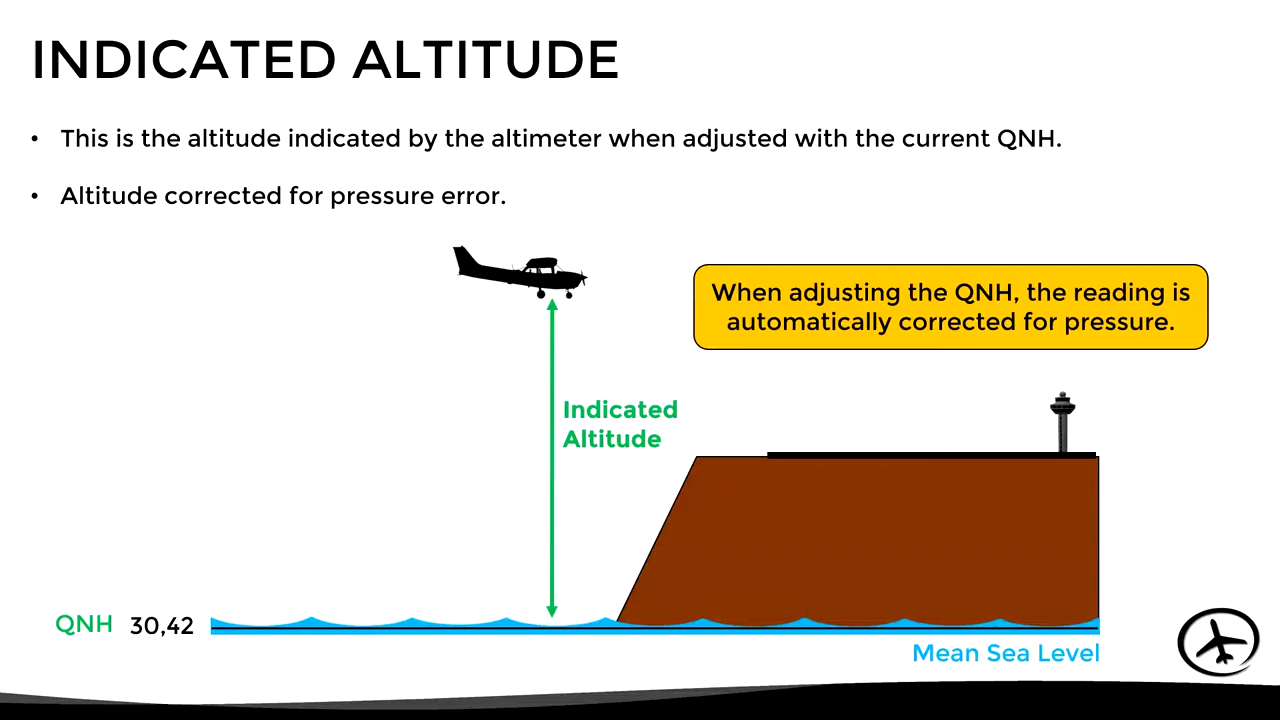 INDICATED ALTITUDE
• This is the altitude indicated by the altimeter when adjusted with the current QNH.
• Altitude corrected for pressure error.
When adjusting the QNH, the reading is
automatically corrected for pressure.
Indicated
Altitude
QNH 30,42
Mean Sea Level